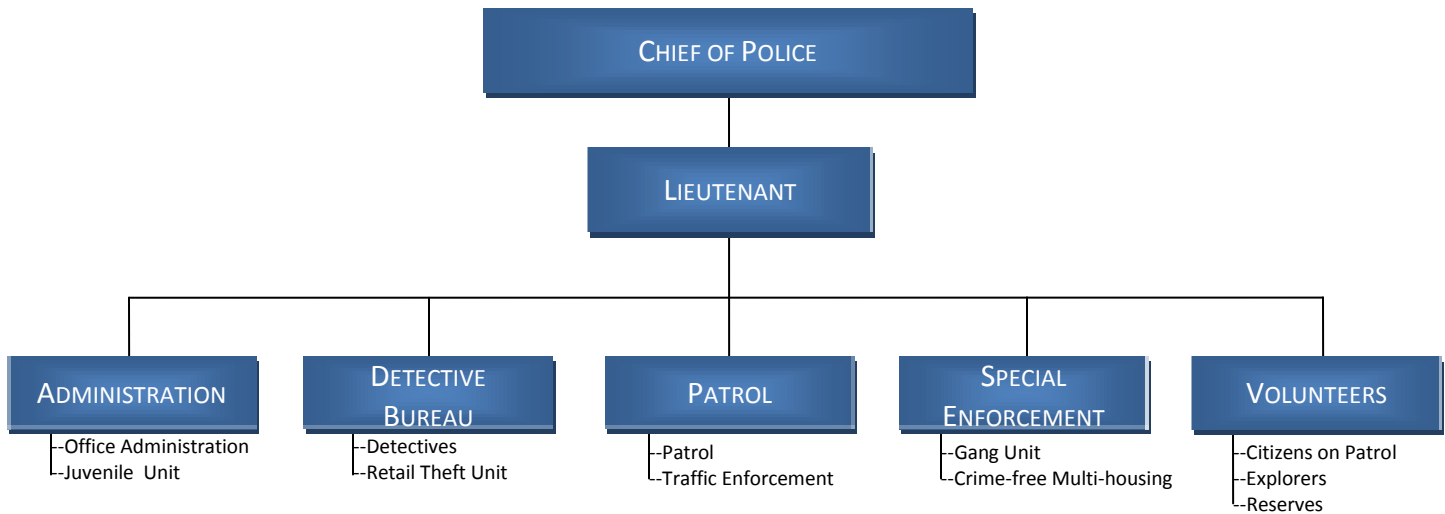 CHIEF OF POLICE
LIEUTENANT
ADMINISTRATION
--Office Administration
--Juvenile Unit
DETECTIVE
BUREAU
--Detectives
--Retail Theft Unit
PATROL
--Patrol
--Traffic Enforcement
SPECIAL
ENFORCEMENT
--Gang Unit
--Crime-free Multi-housing
VOLUNTEERS
--Citizens on Patrol
--Explorers
--Reserves